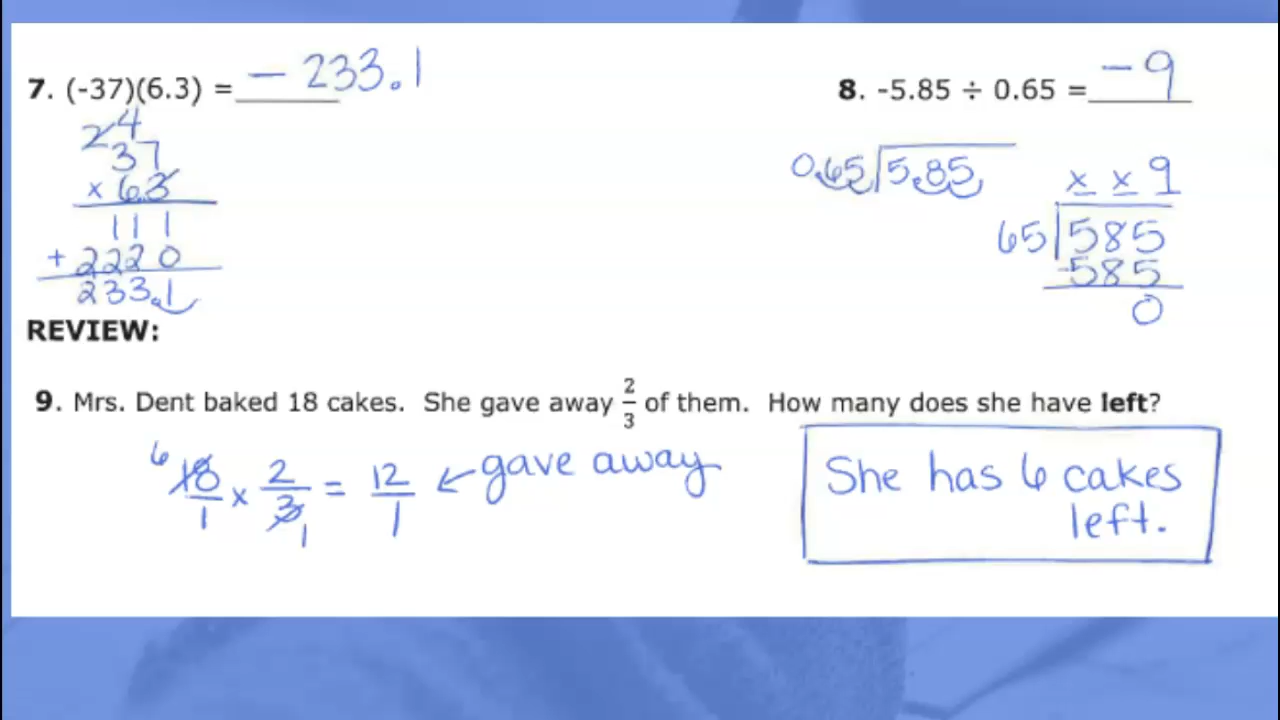 7. (-37)(6.3) = - 233.1
2 4
37
x 6.3
111
+ 2220
233.1
8. -5.85 ÷ 0.65 = -9
0.65 5.85
x x 9
65 585
-585
0
REVIEW:
9. Mrs. Dent baked 18 cakes. She gave away 2/3 of them. How many does she have left?
6
18/1 x 2/3 = 12/1 ← gave away
1
She has 6 cakes
left.